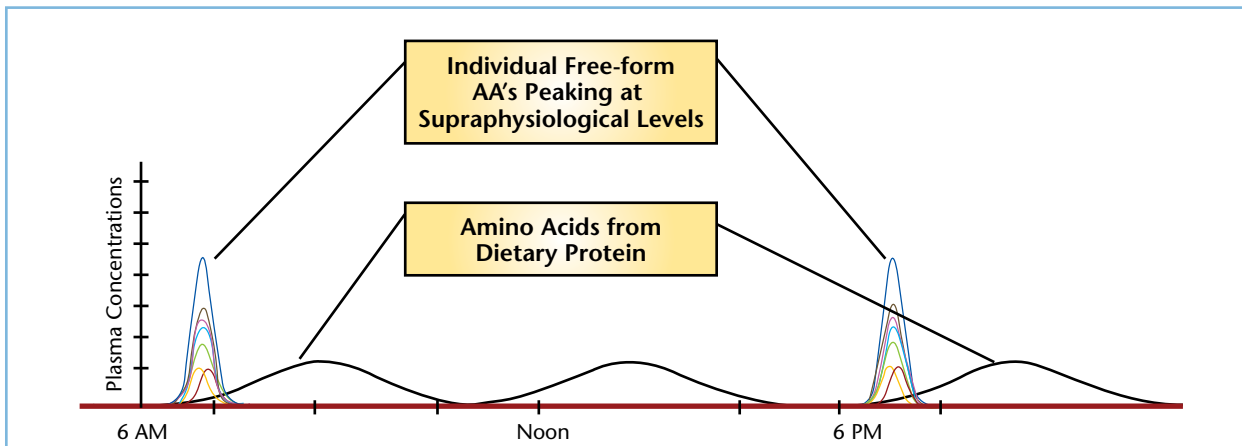 Individual Free-form
AA's Peaking at
Supraphysiological Levels
Amino Acids from
Dietary Protein
Plasma Concentrations
6 AM
Noon
6 PM